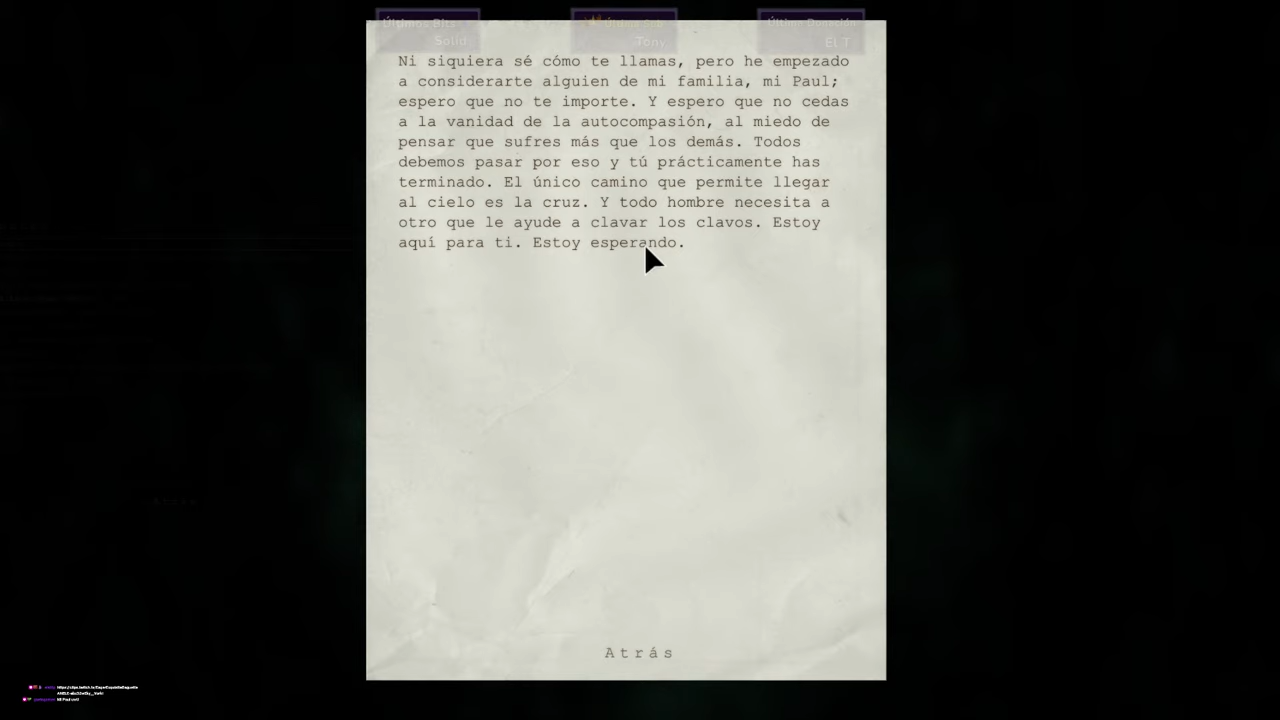 Solid
Tony
El T
Ni siquiera sé cómo te llamas, pero he empezado
a considerarte alguien de mi familia, mi Paul;
espero que no te importe. Y espero que no cedas
a la vanidad de la autocompasión, al miedo de
pensar que sufres más que los demás. Todos
debemos pasar por eso y tú prácticamente has
terminado. El único camino que permite llegar
al cielo es la cruz. Y todo hombre necesita a
otro que le ayude a clavar los clavos. Estoy
aquí para ti. Estoy esperando.
Atrás